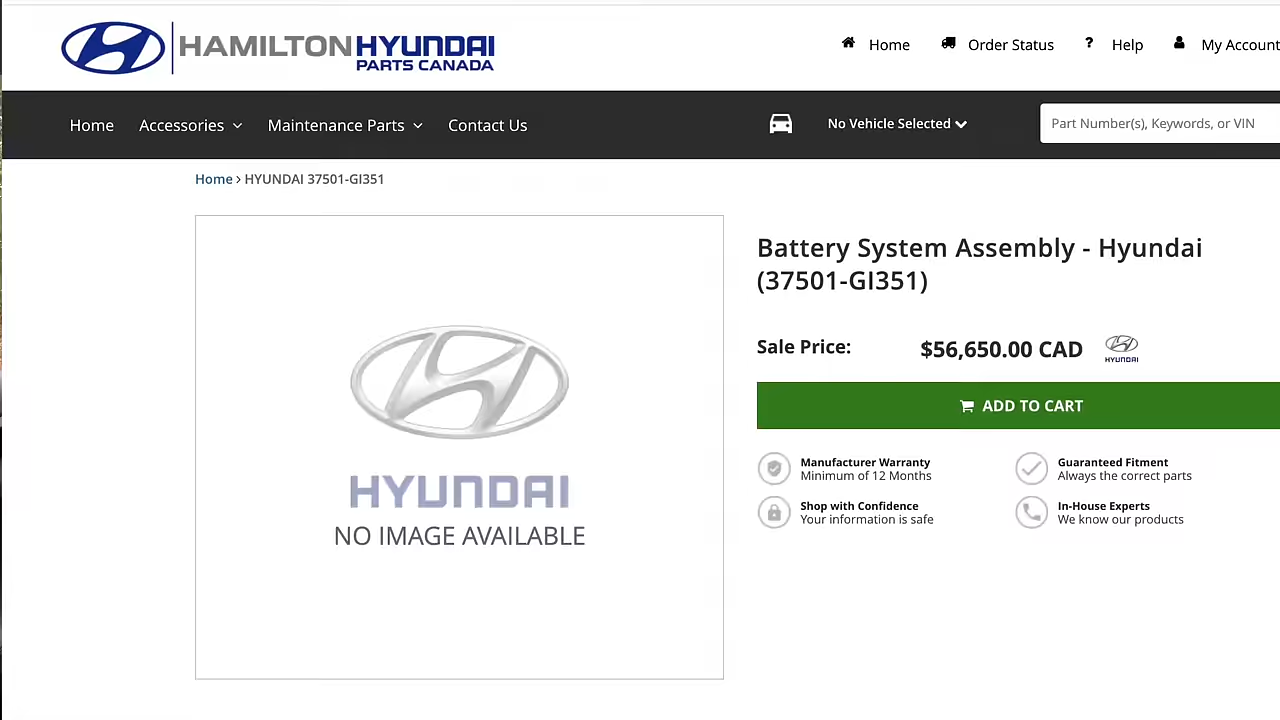 HAMILTON HYUNDAI
PARTS CANADA
Home
Order Status
? Help
My Account
Home
Accessories
Maintenance Parts
Contact Us
No Vehicle Selected
Part Number(s), Keywords, or VIN
Home › HYUNDAI 37501-GI351
HYUNDAI
NO IMAGE AVAILABLE
Battery System Assembly - Hyundai
(37501-GI351)
Sale Price:
$56,650.00 CAD
HYUNDAI
ADD TO CART
Manufacturer Warranty
Minimum of 12 Months
Guaranteed Fitment
Always the correct parts
Shop with Confidence
Your information is safe
In-House Experts
We know our products